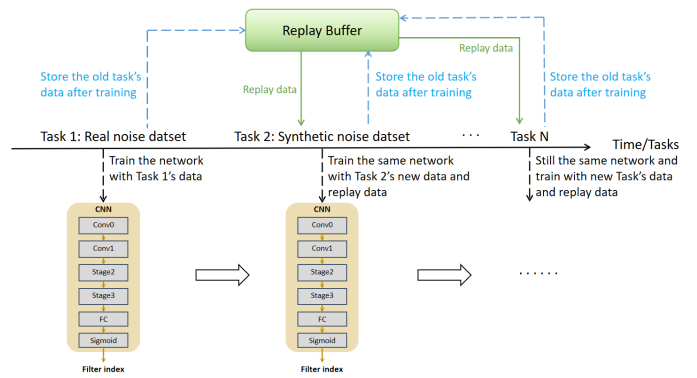 Replay Buffer
Replay data
Store the old task's
data after training
Replay data
Store the old task's
data after training
Store the old task's
data after training
Task 1: Real noise datset
Task 2: Synthetic noise datset
· · ·
Task N
Time/Tasks
Train the network
with Task 1's data
Train the same network
with Task 2's new data and
replay data
Still the same network and
train with new Task's data
and replay data
CNN
Conv0
Conv1
Stage2
Stage3
FC
Sigmoid
Filter index
CNN
Conv0
Conv1
Stage2
Stage3
FC
Sigmoid
Filter index
· · · · · ·